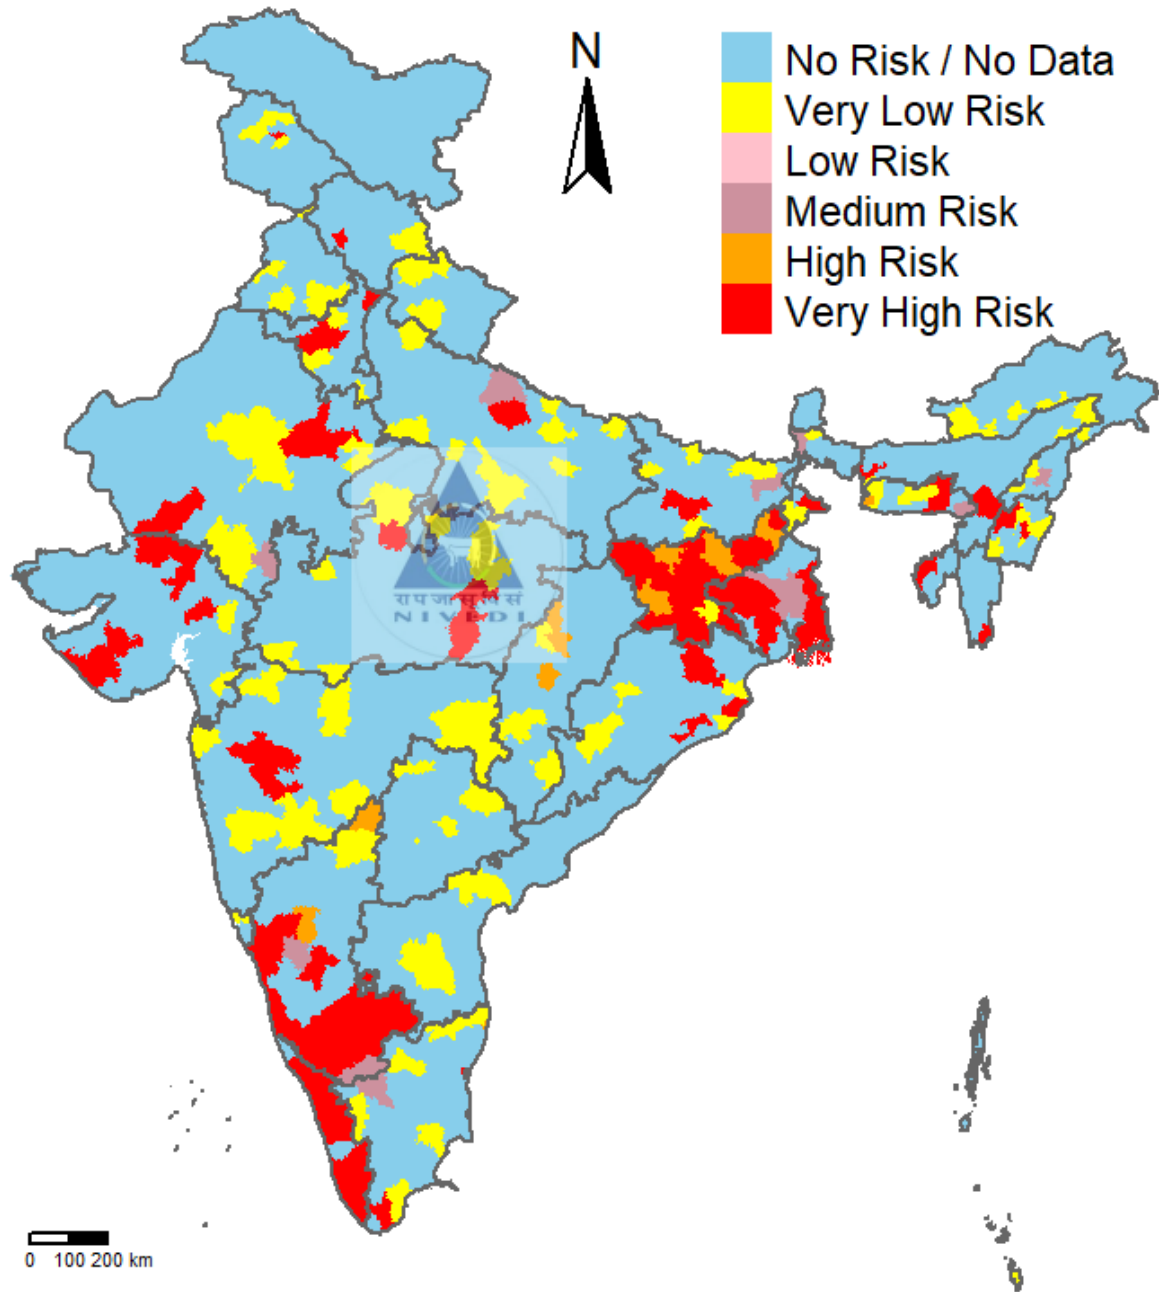 N
No Risk / No Data
Very Low Risk
Low Risk
Medium Risk
High Risk
Very High Risk
रा प जा सू वि सं
NIVEDI
0 100 200 km